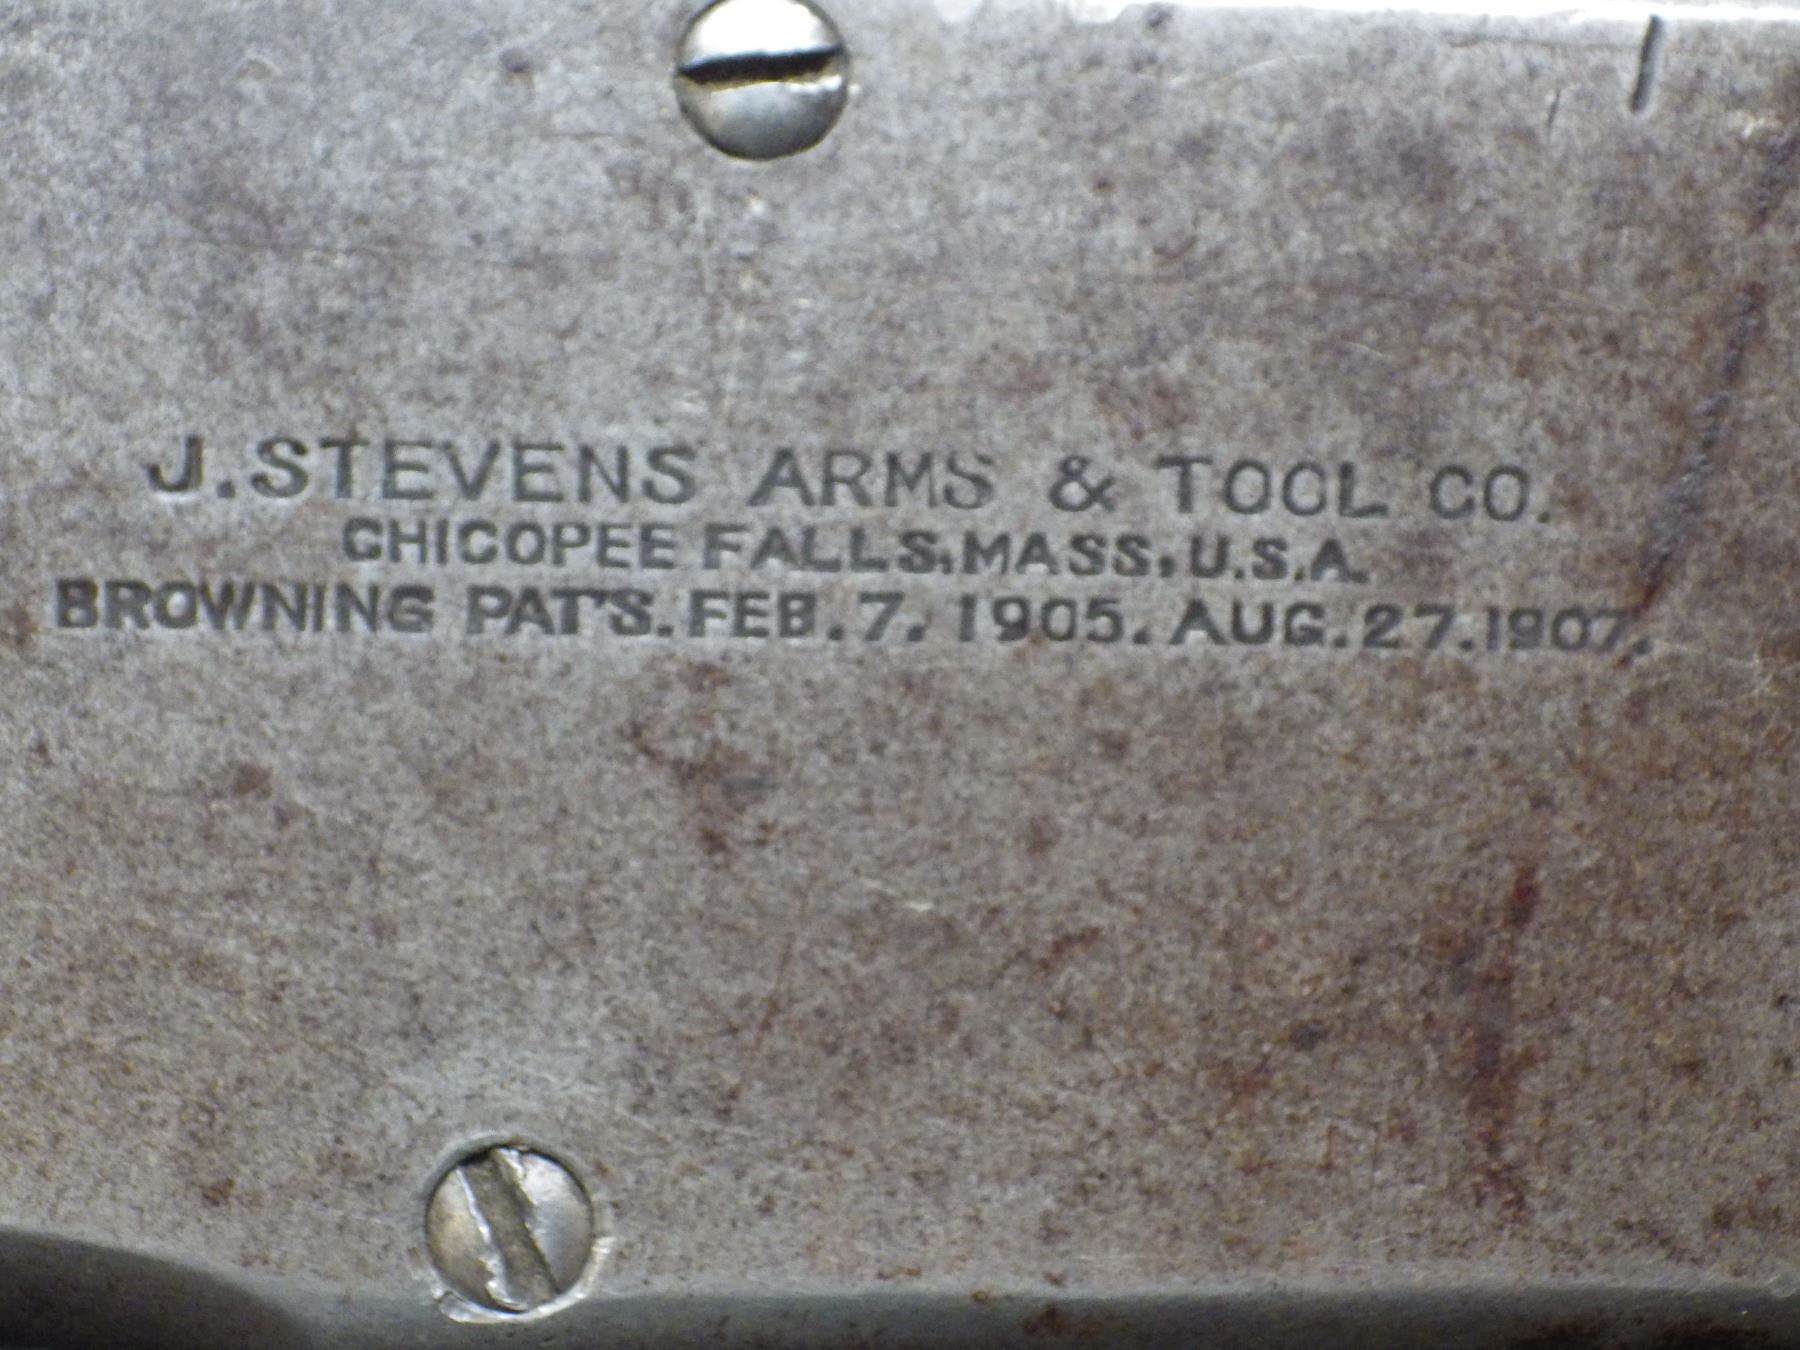 J. STEVENS ARMS & TOOL CO.
CHICOPEE FALLS, MASS, U.S.A.
BROWNING PAT'S. FEB. 7. 1905. AUG. 27. 1907.